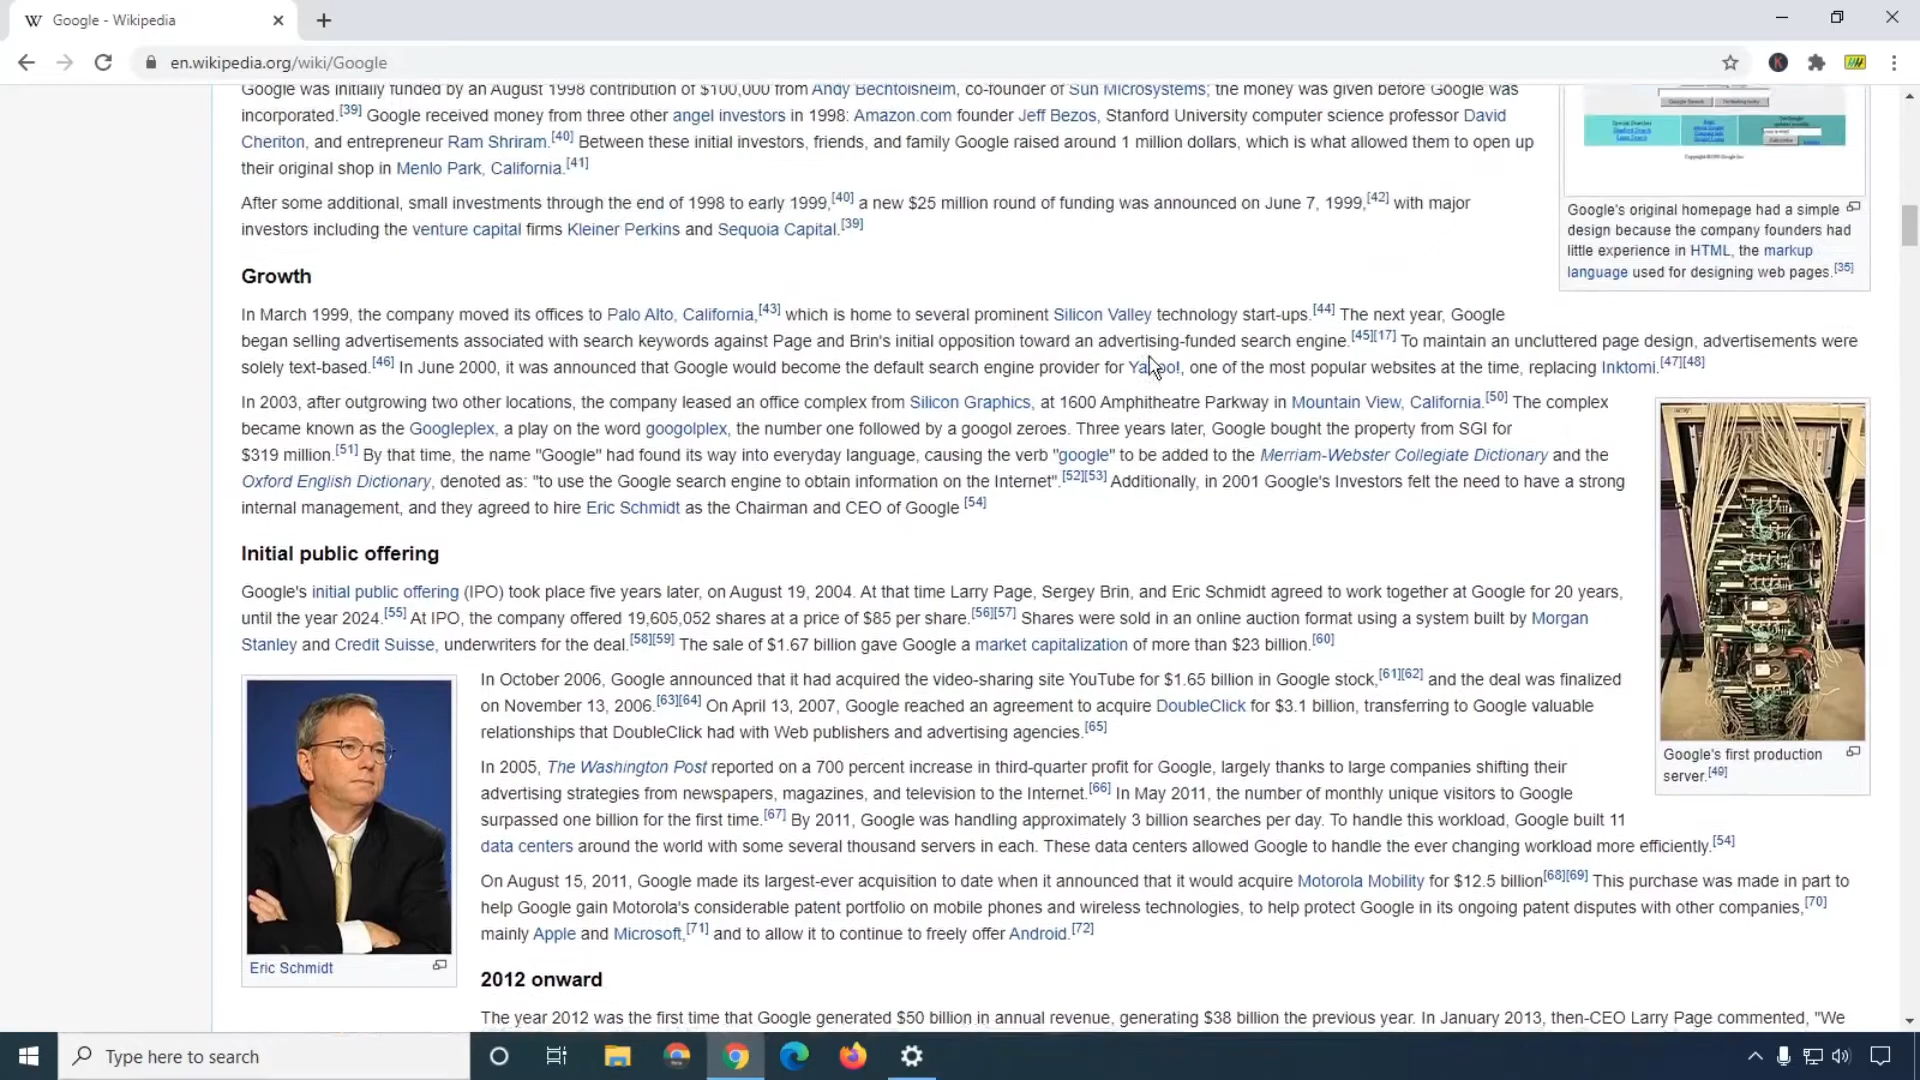 Google - Wikipedia
en.wikipedia.org/wiki/Google
Google was initially funded by an August 1998 contribution of $100,000 from Andy Bechtolsheim, co-founder of Sun Microsystems; the money was given before Google was
incorporated.[39] Google received money from three other angel investors in 1998: Amazon.com founder Jeff Bezos, Stanford University computer science professor David
Cheriton, and entrepreneur Ram Shriram.[40] Between these initial investors, friends, and family Google raised around 1 million dollars, which is what allowed them to open up
their original shop in Menlo Park, California.[41]
After some additional, small investments through the end of 1998 to early 1999,[40] a new $25 million round of funding was announced on June 7, 1999,[42] with major
investors including the venture capital firms Kleiner Perkins and Sequoia Capital.[39]
Google's original homepage had a simple
design because the company founders had
little experience in HTML, the markup
language used for designing web pages.[35]
Growth
In March 1999, the company moved its offices to Palo Alto, California,[43] which is home to several prominent Silicon Valley technology start-ups.[44] The next year, Google
began selling advertisements associated with search keywords against Page and Brin's initial opposition toward an advertising-funded search engine.[45][17] To maintain an uncluttered page design, advertisements were
solely text-based.[46] In June 2000, it was announced that Google would become the default search engine provider for Yahoo!, one of the most popular websites at the time, replacing Inktomi.[47][48]
In 2003, after outgrowing two other locations, the company leased an office complex from Silicon Graphics, at 1600 Amphitheatre Parkway in Mountain View, California.[50] The complex
became known as the Googleplex, a play on the word googolplex, the number one followed by a googol zeroes. Three years later, Google bought the property from SGI for
$319 million.[51] By that time, the name "Google" had found its way into everyday language, causing the verb "google" to be added to the Merriam-Webster Collegiate Dictionary and the
Oxford English Dictionary, denoted as: "to use the Google search engine to obtain information on the Internet".[52][53] Additionally, in 2001 Google's Investors felt the need to have a strong
internal management, and they agreed to hire Eric Schmidt as the Chairman and CEO of Google [54]
Google's first production
server.[49]
Initial public offering
Google's initial public offering (IPO) took place five years later, on August 19, 2004. At that time Larry Page, Sergey Brin, and Eric Schmidt agreed to work together at Google for 20 years,
until the year 2024.[55] At IPO, the company offered 19,605,052 shares at a price of $85 per share.[56][57] Shares were sold in an online auction format using a system built by Morgan
Stanley and Credit Suisse, underwriters for the deal.[58][59] The sale of $1.67 billion gave Google a market capitalization of more than $23 billion.[60]
Eric Schmidt
In October 2006, Google announced that it had acquired the video-sharing site YouTube for $1.65 billion in Google stock,[61][62] and the deal was finalized
on November 13, 2006.[63][64] On April 13, 2007, Google reached an agreement to acquire DoubleClick for $3.1 billion, transferring to Google valuable
relationships that DoubleClick had with Web publishers and advertising agencies.[65]
In 2005, The Washington Post reported on a 700 percent increase in third-quarter profit for Google, largely thanks to large companies shifting their
advertising strategies from newspapers, magazines, and television to the Internet.[66] In May 2011, the number of monthly unique visitors to Google
surpassed one billion for the first time.[67] By 2011, Google was handling approximately 3 billion searches per day. To handle this workload, Google built 11
data centers around the world with some several thousand servers in each. These data centers allowed Google to handle the ever changing workload more efficiently.[54]
On August 15, 2011, Google made its largest-ever acquisition to date when it announced that it would acquire Motorola Mobility for $12.5 billion[68][69] This purchase was made in part to
help Google gain Motorola's considerable patent portfolio on mobile phones and wireless technologies, to help protect Google in its ongoing patent disputes with other companies,[70]
mainly Apple and Microsoft,[71] and to allow it to continue to freely offer Android.[72]
2012 onward
The year 2012 was the first time that Google generated $50 billion in annual revenue, generating $38 billion the previous year. In January 2013, then-CEO Larry Page commented, "We
Type here to search